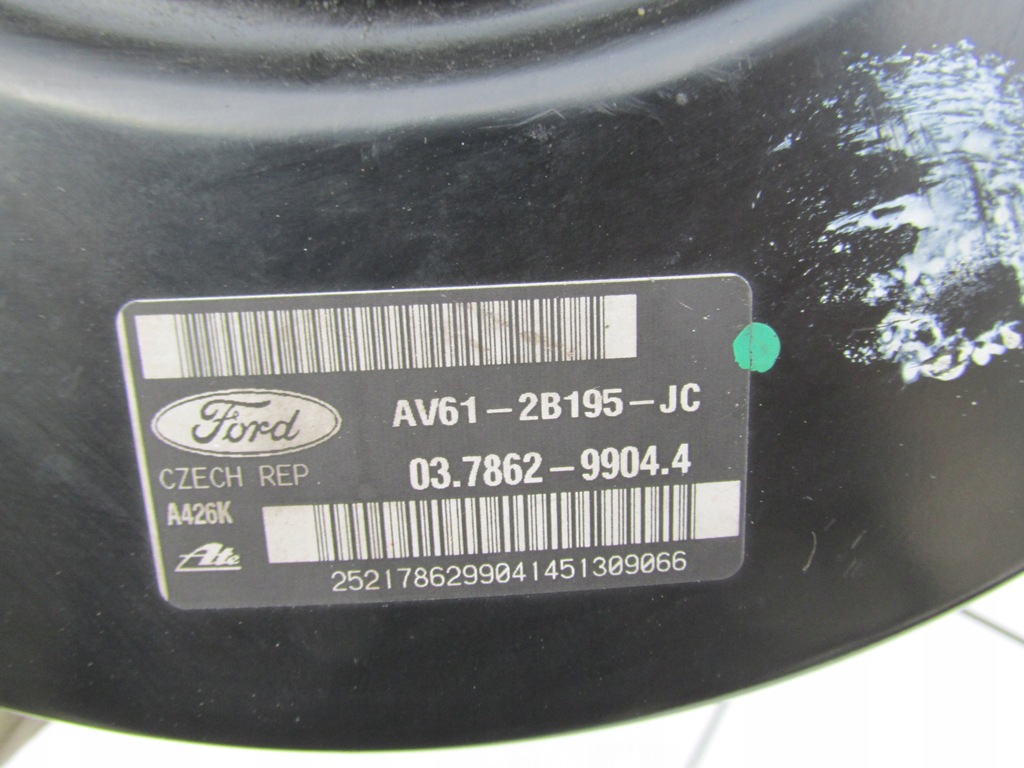 Ford
AV61-2B195-JC
CZECH REP
03.7862-9904.4
A426K
Ate
2521786299041451309066